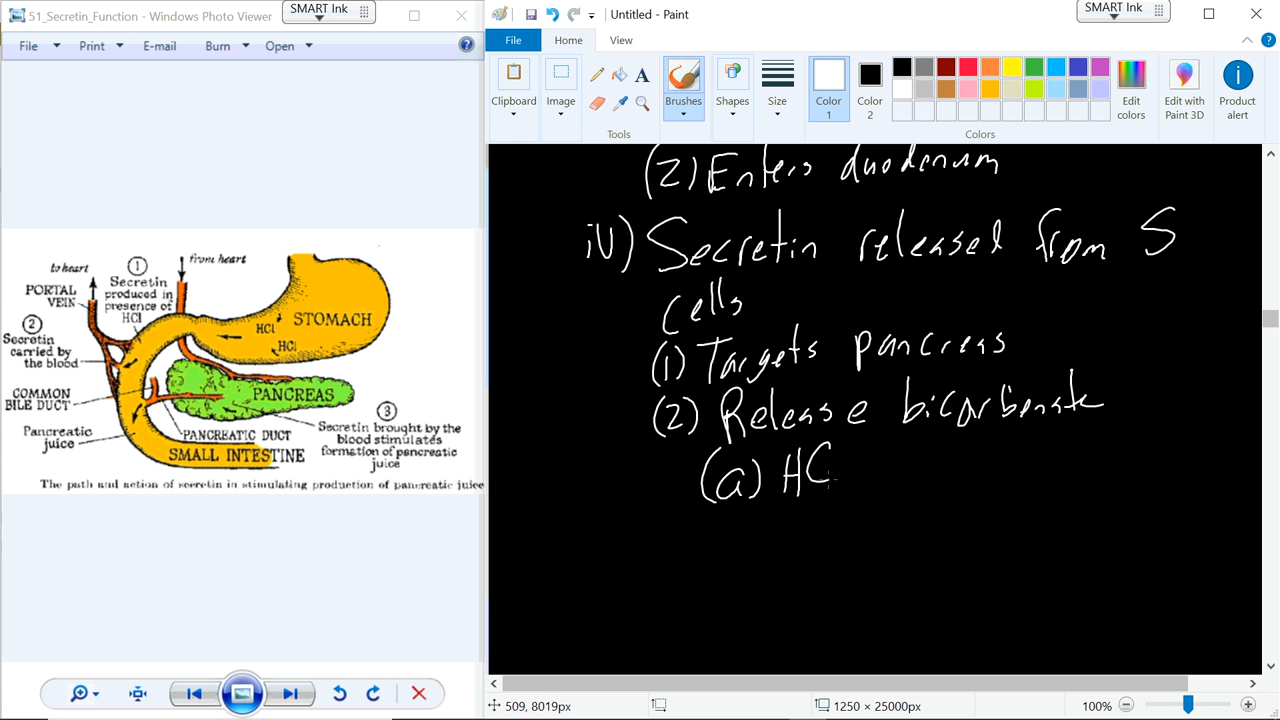 51_Secretin_Function - Windows Photo Viewer
SMART Ink
File Print E-mail Burn Open
to heart
from heart
1
PORTAL VEIN
Secretin produced in presence of HCl
2
Secretin carried by the blood
HCl
HCl
STOMACH
COMMON BILE DUCT
PANCREAS
3
Pancreatic juice
PANCREATIC DUCT
Secretin brought by the blood stimulates formation of pancreatic juice
SMALL INTESTINE
The path and action of secretin in stimulating production of pancreatic juice
Untitled - Paint
SMART Ink
File Home View
Clipboard
Image
Tools
Brushes
Shapes
Size
Color 1
Color 2
Edit colors
Edit with Paint 3D
Product alert
Colors
(2) Enters duodenum
iv) Secretin released from S
cells
(1) Targets pancreas
(2) Release bicarbonate
(a) HC
509, 8019px
1250 × 25000px
100%